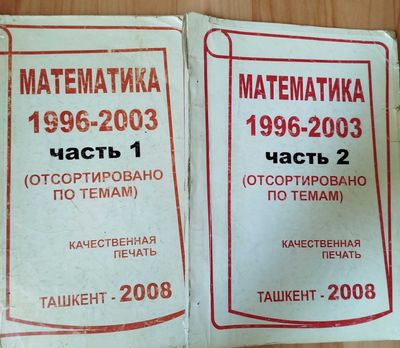 МАТЕМАТИКА
1996-2003
часть 1
(ОТСОРТИРОВАНО
ПО ТЕМАМ)
КАЧЕСТВЕННАЯ
ПЕЧАТЬ
ТАШКЕНТ - 2008
МАТЕМАТИКА
1996-2003
часть 2
(ОТСОРТИРОВАНО
ПО ТЕМАМ)
КАЧЕСТВЕННАЯ
ПЕЧАТЬ
ТАШКЕНТ - 2008